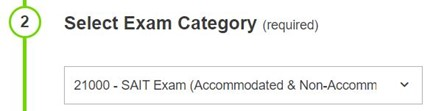 2 Select Exam Category (required)
21000 - SAIT Exam (Accommodated & Non-Accomm